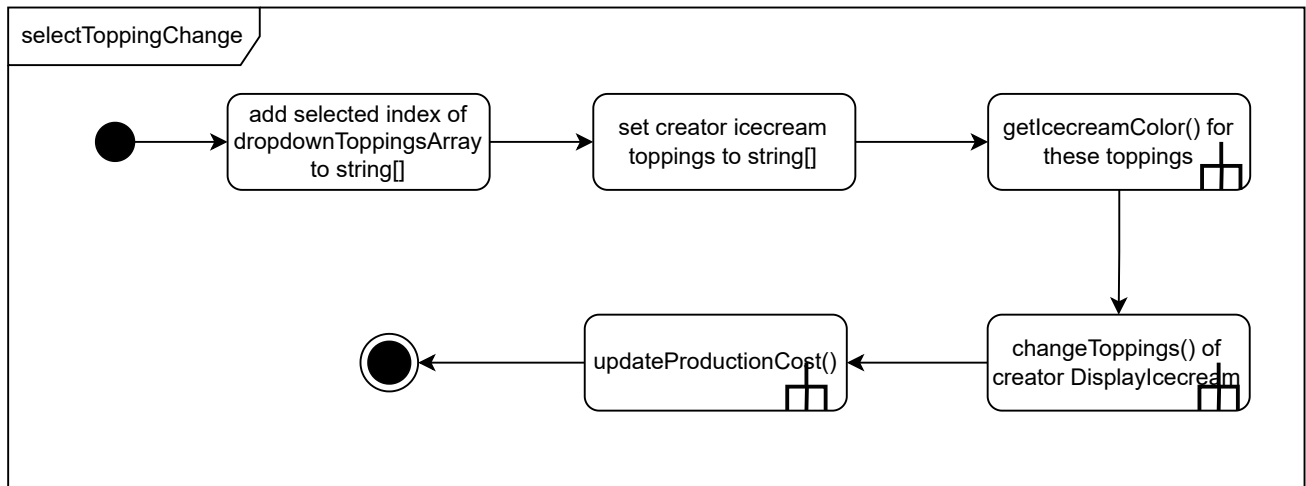 selectToppingChange
add selected index of
dropdownToppingsArray
to string[]
set creator icecream
toppings to string[]
getIcecreamColor() for
these toppings
changeToppings() of
creator DisplayIcecream
updateProductionCost()